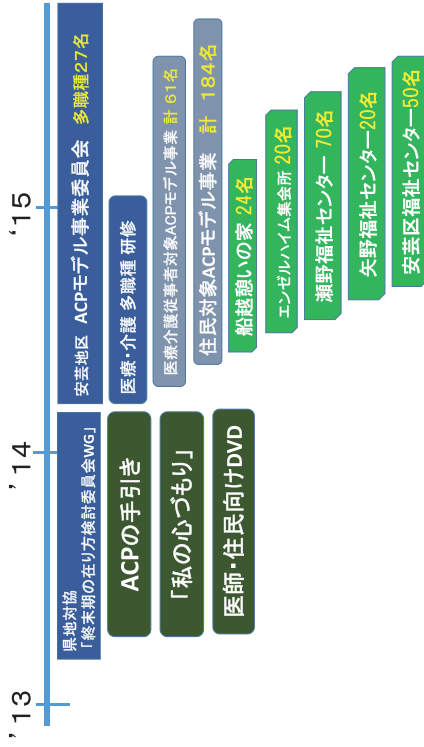 ’13
’14
‘15
県地対協
「終末期の在り方検討委員会WG」
ACPの手引き
「私の心づもり」
医師・住民向けDVD
安芸地区 ACPモデル事業委員会 多職種27名
医療・介護 多職種 研修
医療介護従事者対象ACPモデル事業 計 61名
住民対象ACPモデル事業 計 184名
船越憩いの家 24名
エンゼルハイム集会所 20名
瀬野福祉センター 70名
矢野福祉センター20名
安芸区福祉センター50名